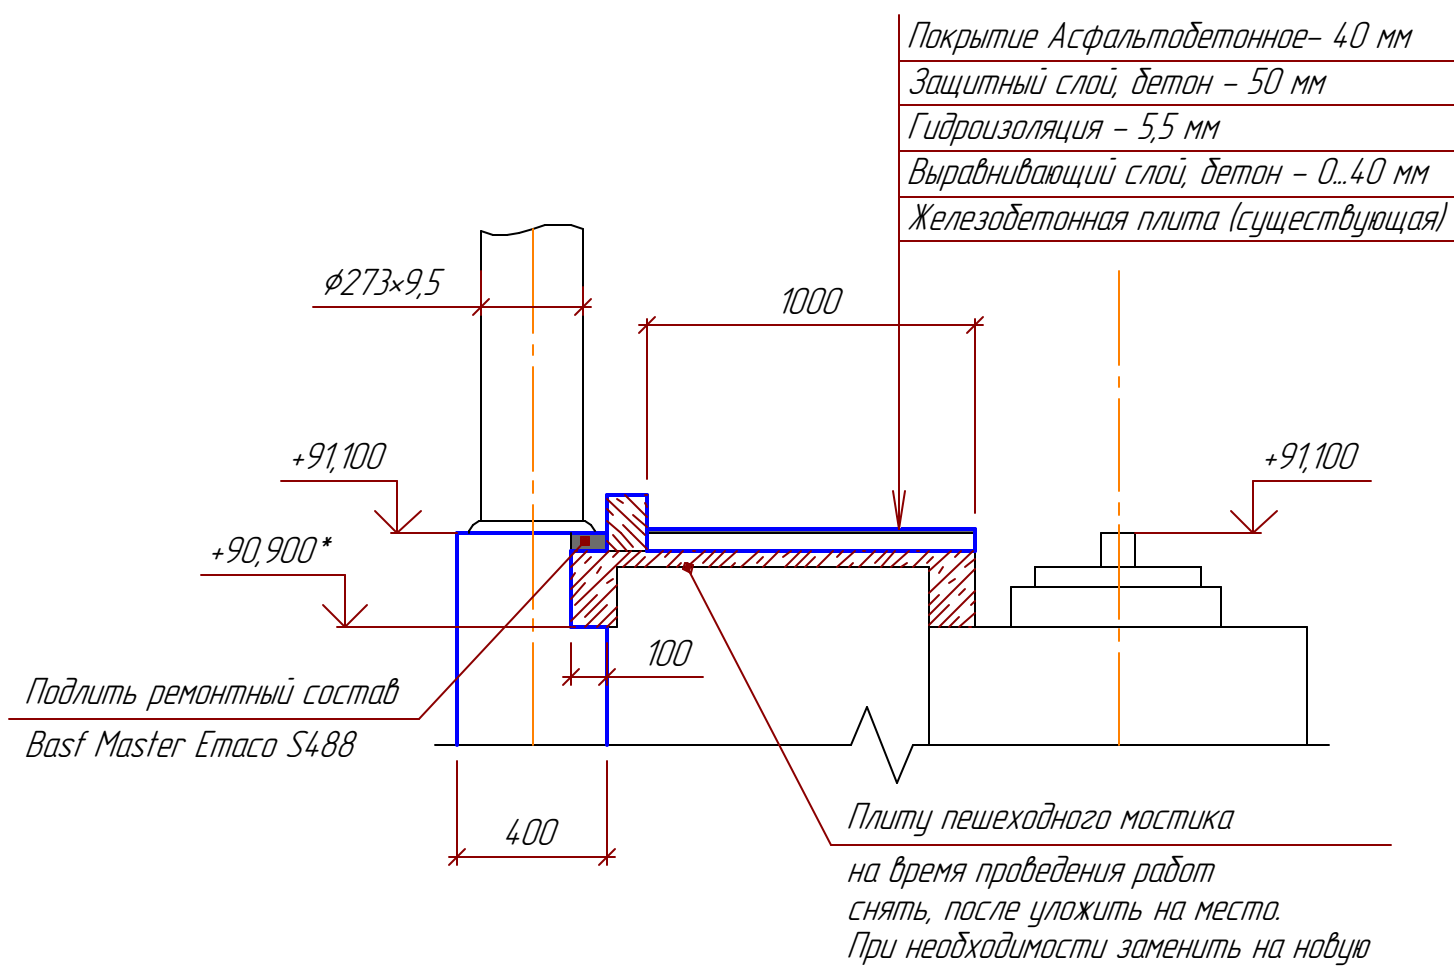 Покрытие Асфальтобетонное– 40 мм
Защитный слой, бетон – 50 мм
Гидроизоляция – 5,5 мм
Выравнивающий слой, бетон – 0...40 мм
Железобетонная плита (существующая)
ϕ273×9,5
1000
+91,100
+91,100
+90,900*
100
Подлить ремонтный состав
Basf Master Emaco S488
400
Плиту пешеходного мостика
на время проведения работ
снять, после уложить на место.
При необходимости заменить на новую